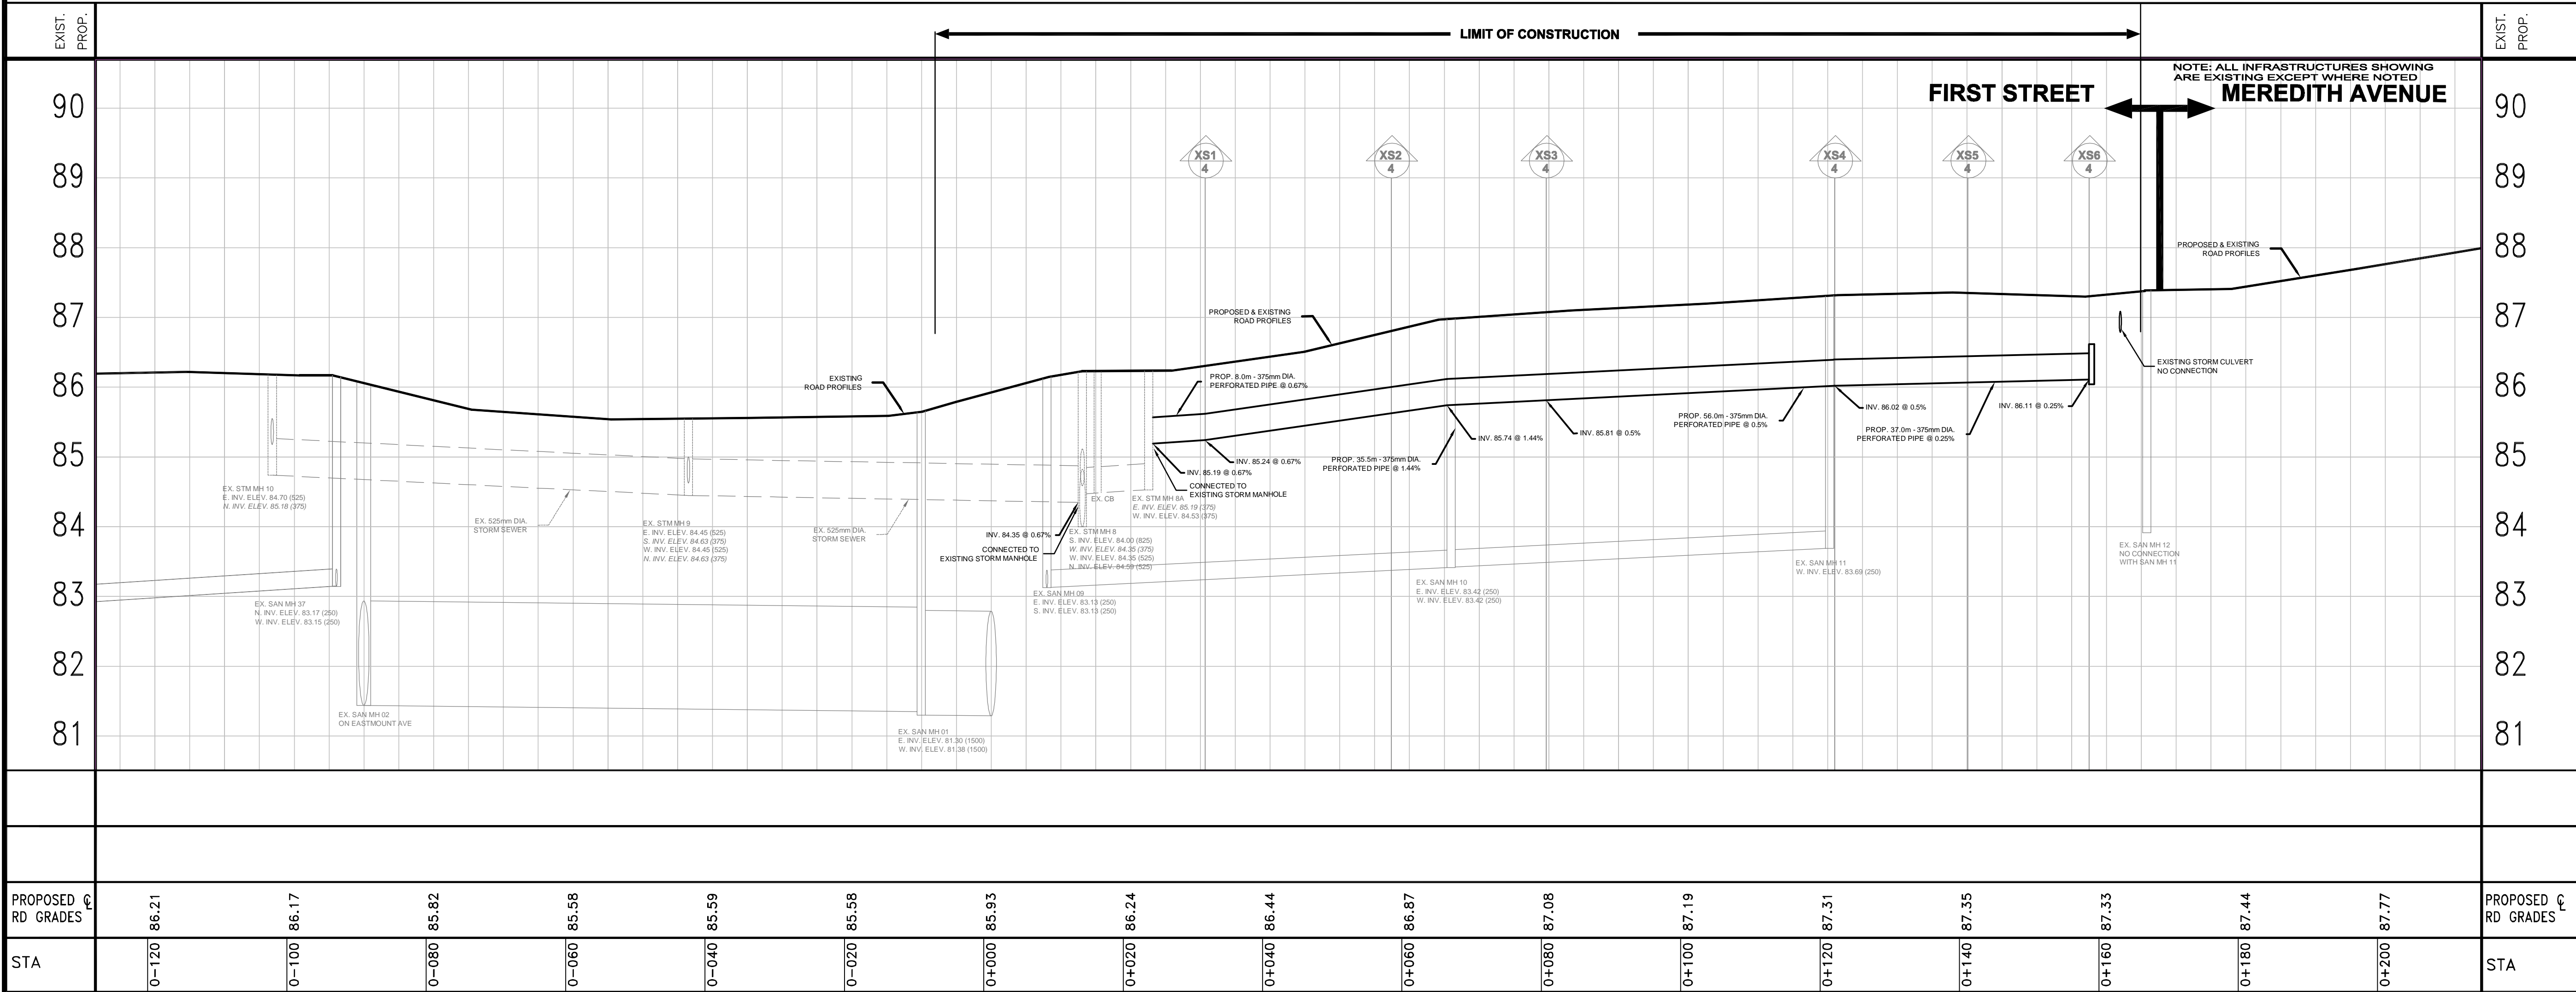 EXIST.
PROP.
LIMIT OF CONSTRUCTION
EXIST.
PROP.
NOTE: ALL INFRASTRUCTURES SHOWING
ARE EXISTING EXCEPT WHERE NOTED
FIRST STREET
MEREDITH AVENUE
90
89
88
87
86
85
84
83
82
81
90
89
88
87
86
85
84
83
82
81
XS1
4
XS2
4
XS3
4
XS4
4
XS5
4
XS6
4
PROPOSED & EXISTING
ROAD PROFILES
PROPOSED & EXISTING
ROAD PROFILES
EXISTING
ROAD PROFILES
EXISTING STORM CULVERT
NO CONNECTION
PROP. 8.0m - 375mm DIA.
PERFORATED PIPE @ 0.67%
INV. 86.02 @ 0.5%
INV. 86.11 @ 0.25%
PROP. 56.0m - 375mm DIA.
PERFORATED PIPE @ 0.5%
PROP. 37.0m - 375mm DIA.
PERFORATED PIPE @ 0.25%
INV. 85.74 @ 1.44%
INV. 85.81 @ 0.5%
PROP. 35.5m - 375mm DIA.
PERFORATED PIPE @ 1.44%
INV. 85.24 @ 0.67%
INV. 85.19 @ 0.67%
CONNECTED TO
EXISTING STORM MANHOLE
EX. STM MH 10
E. INV. ELEV. 84.70 (525)
N. INV. ELEV. 85.18 (375)
EX. 525mm DIA.
STORM SEWER
EX. STM MH 9
E. INV. ELEV. 84.45 (525)
S. INV. ELEV. 84.63 (375)
W. INV. ELEV. 84.45 (525)
N. INV. ELEV. 84.63 (375)
EX. 525mm DIA.
STORM SEWER
EX. CB
EX. STM MH 8A
E. INV. ELEV. 85.19 (375)
W. INV. ELEV. 84.53 (375)
INV. 84.35 @ 0.67%
CONNECTED TO
EXISTING STORM MANHOLE
EX. STM MH 8
S. INV. ELEV. 84.00 (825)
W. INV. ELEV. 84.35 (375)
W. INV. ELEV. 84.35 (525)
N. INV. ELEV. 84.59 (525)
EX. SAN MH 12
NO CONNECTION
WITH SAN MH 11
EX. SAN MH 11
W. INV. ELEV. 83.69 (250)
EX. SAN MH 10
E. INV. ELEV. 83.42 (250)
W. INV. ELEV. 83.42 (250)
EX. SAN MH 09
E. INV. ELEV. 83.13 (250)
S. INV. ELEV. 83.13 (250)
EX. SAN MH 37
N. INV. ELEV. 83.17 (250)
W. INV. ELEV. 83.15 (250)
EX. SAN MH 02
ON EASTMOUNT AVE
EX. SAN MH 01
E. INV. ELEV. 81.30 (1500)
W. INV. ELEV. 81.38 (1500)
PROPOSED ℄
RD GRADES
86.21
86.17
85.82
85.58
85.59
85.58
85.93
86.24
86.44
86.87
87.08
87.19
87.31
87.35
87.33
87.44
87.77
PROPOSED ℄
RD GRADES
STA
0-120
0-100
0-080
0-060
0-040
0-020
0+000
0+020
0+040
0+060
0+080
0+100
0+120
0+140
0+160
0+180
0+200
STA